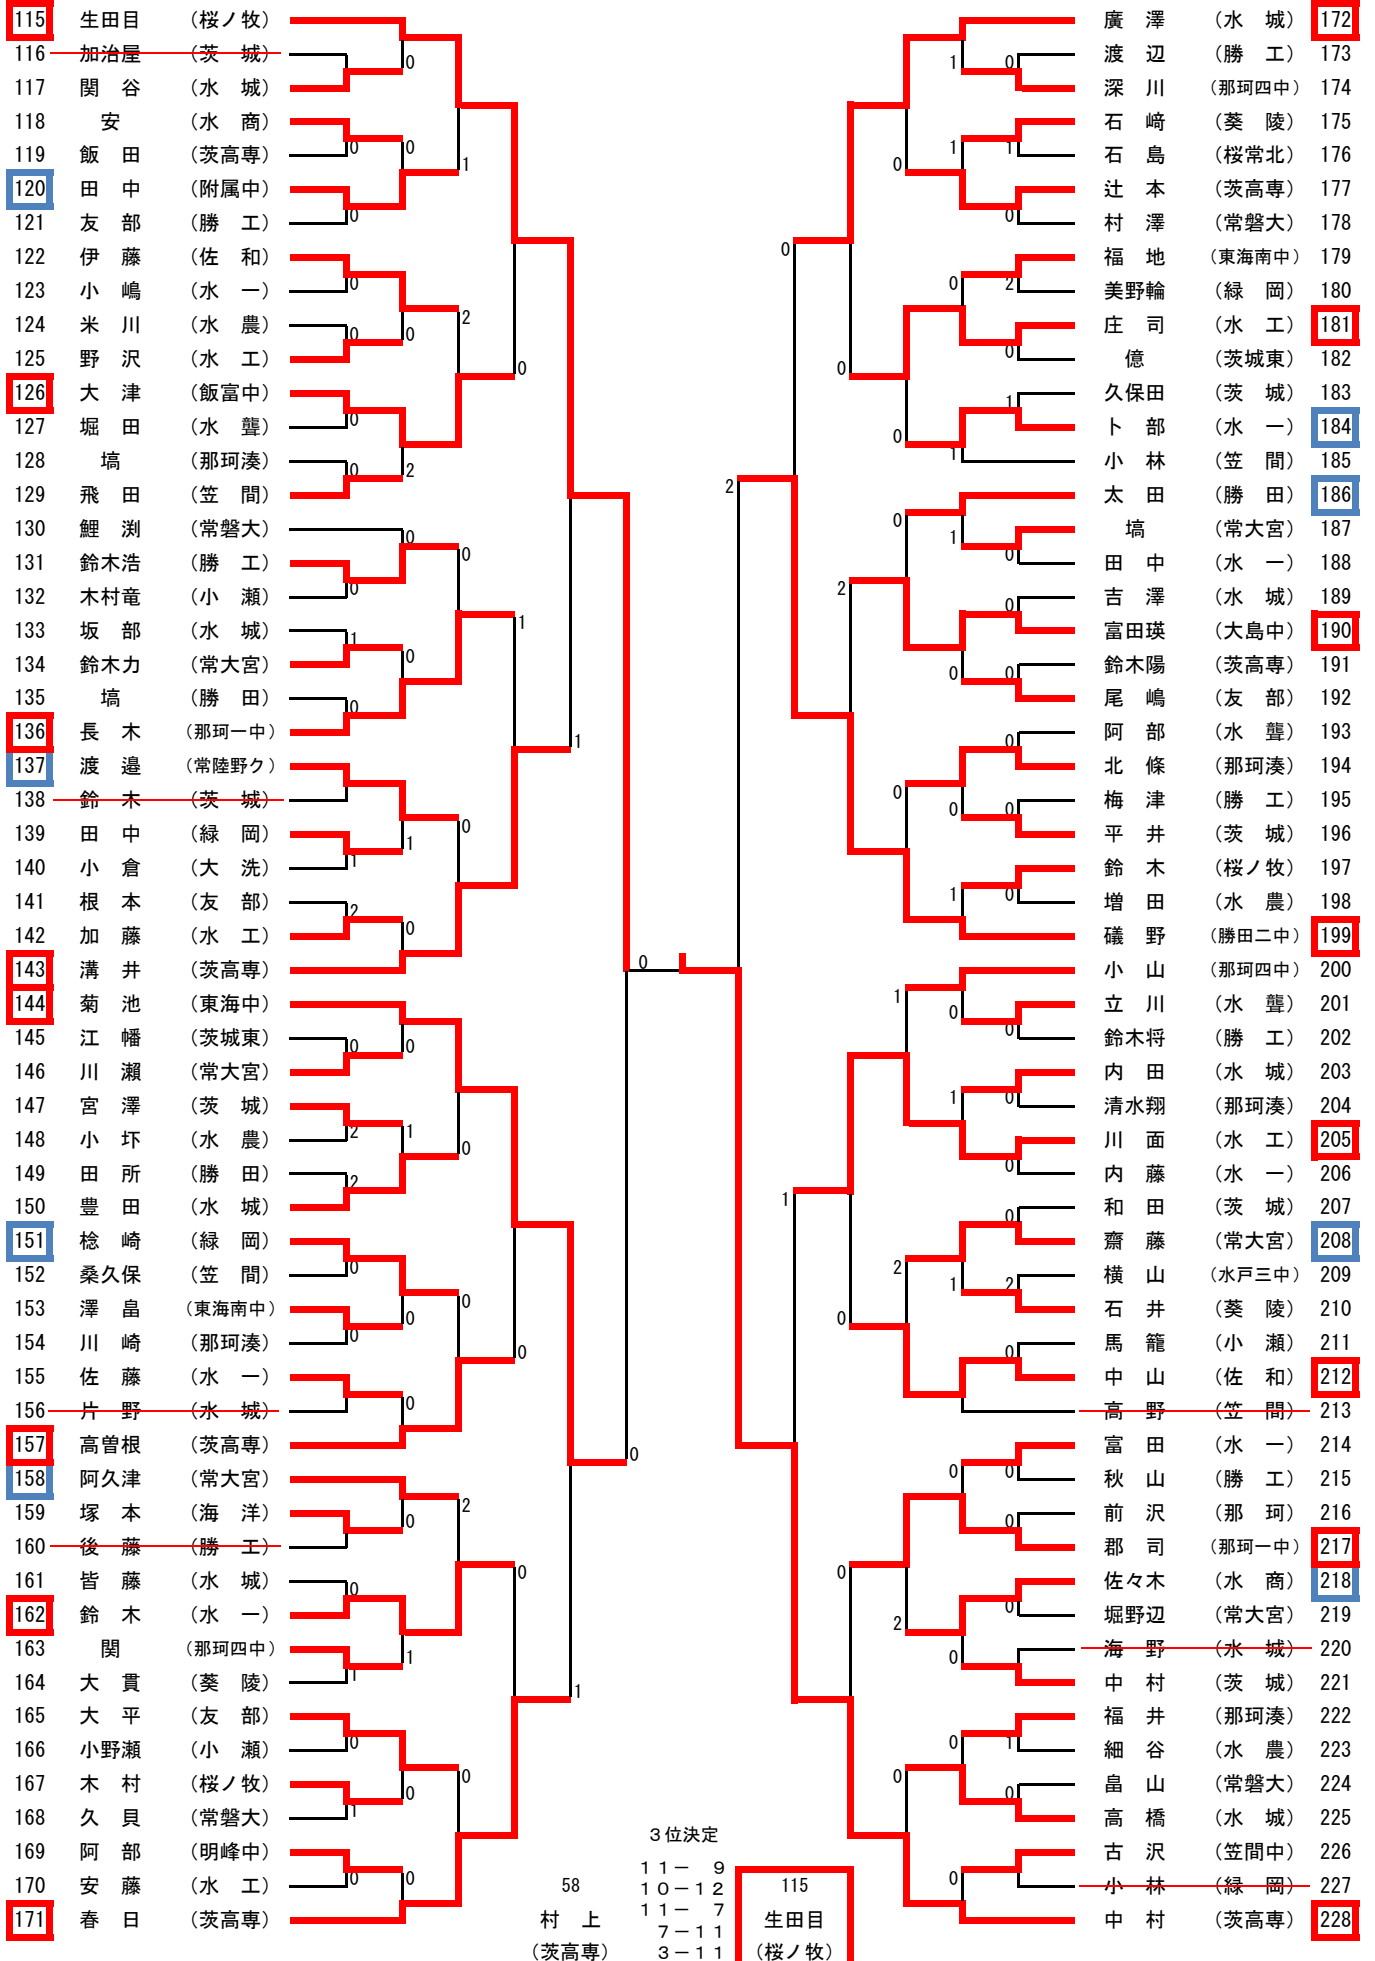 115 生田目 （桜ノ牧）
116 加治屋 （茨　城）
117 関　谷 （水　城）
118 安 （水　商）
119 飯　田 （茨高専）
120 田　中 （附属中）
121 友　部 （勝　工）
122 伊　藤 （佐　和）
123 小　嶋 （水　一）
124 米　川 （水　農）
125 野　沢 （水　工）
126 大　津 （飯富中）
127 堀　田 （水　聾）
128 塙 （那珂湊）
129 飛　田 （笠　間）
130 鯉　渕 （常磐大）
131 鈴木浩 （勝　工）
132 木村竜 （小　瀬）
133 坂　部 （水　城）
134 鈴木力 （常大宮）
135 塙 （勝　田）
136 長　木 （那珂一中）
137 渡　邉 （常陸野ク）
138 鈴　木 （茨　城）
139 田　中 （緑　岡）
140 小　倉 （大　洗）
141 根　本 （友　部）
142 加　藤 （水　工）
143 溝　井 （茨高専）
144 菊　池 （東海中）
145 江　幡 （茨城東）
146 川　瀬 （常大宮）
147 宮　澤 （茨　城）
148 小　圷 （水　農）
149 田　所 （勝　田）
150 豊　田 （水　城）
151 桧　崎 （緑　岡）
152 桑久保 （笠　間）
153 澤　畠 （東海南中）
154 川　崎 （那珂湊）
155 佐　藤 （水　一）
156 片　野 （水　城）
157 高曽根 （茨高専）
158 阿久津 （常大宮）
159 塚　本 （海　洋）
160 後　藤 （勝　工）
161 皆　藤 （水　城）
162 鈴　木 （水　一）
163 関 （那珂四中）
164 大　貫 （葵　陵）
165 大　平 （友　部）
166 小野瀬 （小　瀬）
167 木　村 （桜ノ牧）
168 久　貝 （常磐大）
169 阿　部 （明峰中）
170 安　藤 （水　工）
171 春　日 （茨高専）
廣　澤 （水　城） 172
渡　辺 （勝　工） 173
深　川 （那珂四中） 174
石　﨑 （葵　陵） 175
石　島 （桜常北） 176
辻　本 （茨高専） 177
村　澤 （常磐大） 178
福　地 （東海南中） 179
美野輪 （緑　岡） 180
庄　司 （水　工） 181
億 （茨城東） 182
久保田 （茨　城） 183
卜　部 （水　一） 184
小　林 （笠　間） 185
太　田 （勝　田） 186
塙 （常大宮） 187
田　中 （水　一） 188
吉　澤 （水　城） 189
富田瑛 （大島中） 190
鈴木陽 （茨高専） 191
尾　嶋 （友　部） 192
阿　部 （水　聾） 193
北　條 （那珂湊） 194
梅　津 （勝　工） 195
平　井 （茨　城） 196
鈴　木 （桜ノ牧） 197
増　田 （水　農） 198
礒　野 （勝田二中） 199
小　山 （那珂四中） 200
立　川 （水　聾） 201
鈴木将 （勝　工） 202
内　田 （水　城） 203
清水翔 （那珂湊） 204
川　面 （水　工） 205
内　藤 （水　一） 206
和　田 （茨　城） 207
齋　藤 （常大宮） 208
横　山 （水戸三中） 209
石　井 （葵　陵） 210
馬　籠 （小　瀬） 211
中　山 （佐　和） 212
高　野 （笠　間） 213
富　田 （水　一） 214
秋　山 （勝　工） 215
前　沢 （那　珂） 216
郡　司 （那珂一中） 217
佐々木 （水　商） 218
堀野辺 （常大宮） 219
海　野 （水　城） 220
中　村 （茨　城） 221
福　井 （那珂湊） 222
細　谷 （水　農） 223
畠　山 （常磐大） 224
高　橋 （水　城） 225
古　沢 （笠間中） 226
小　林 （緑　岡） 227
中　村 （茨高専） 228
３位決定
58
村　上
（茨高専）
１１－　９
１０－１２
１１－　７
７－１１
３－１１
115
生田目
（桜ノ牧）